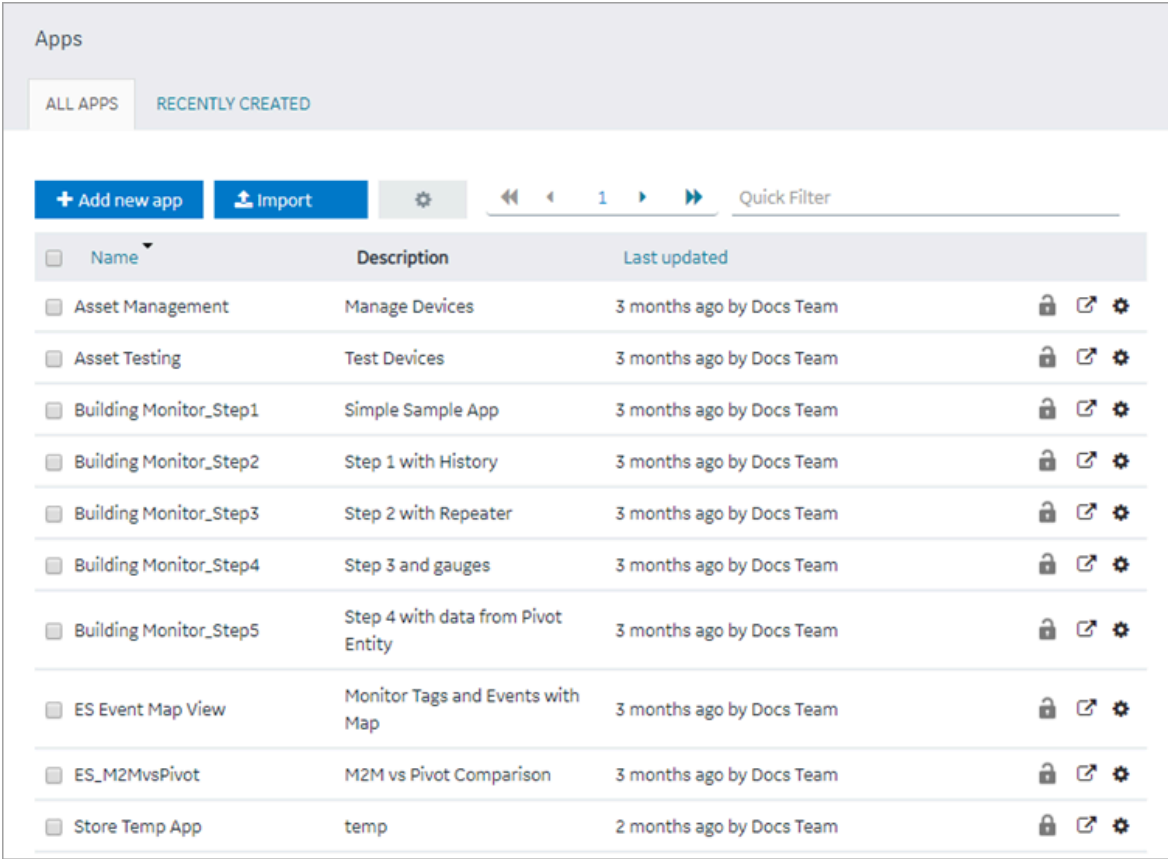 Apps
ALL APPS RECENTLY CREATED
Add new app Import 1 Quick Filter
Name Description Last updated
Asset Management Manage Devices 3 months ago by Docs Team
Asset Testing Test Devices 3 months ago by Docs Team
Building Monitor_Step1 Simple Sample App 3 months ago by Docs Team
Building Monitor_Step2 Step 1 with History 3 months ago by Docs Team
Building Monitor_Step3 Step 2 with Repeater 3 months ago by Docs Team
Building Monitor_Step4 Step 3 and gauges 3 months ago by Docs Team
Building Monitor_Step5 Step 4 with data from Pivot 3 months ago by Docs Team
Entity
ES Event Map View Monitor Tags and Events with 3 months ago by Docs Team
Map
ES_M2MvsPivot M2M vs Pivot Comparison 3 months ago by Docs Team
Store Temp App temp 2 months ago by Docs Team